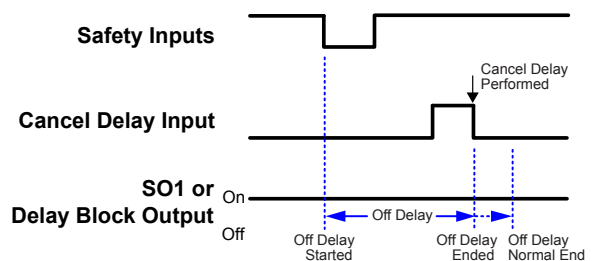 Safety Inputs
Cancel Delay
Performed
Cancel Delay Input
SO1 or
Delay Block Output
On
Off
Off Delay
Off Delay
Started
Off Delay
Ended
Off Delay
Normal End